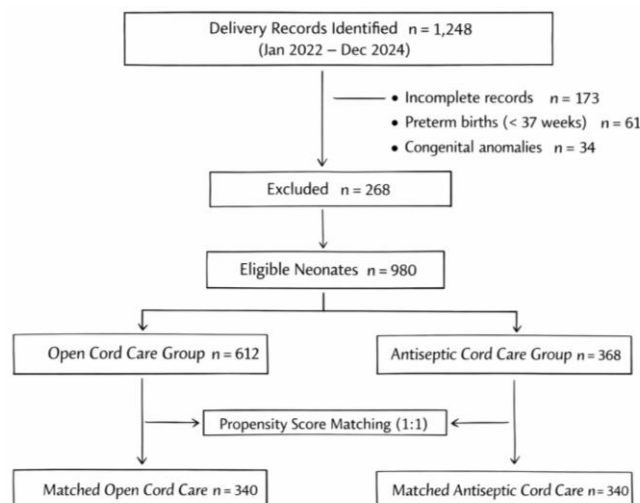 Delivery Records Identified n = 1,248
(Jan 2022 – Dec 2024)
• Incomplete records n = 173
• Preterm births (< 37 weeks) n = 61
• Congenital anomalies n = 34
Excluded n = 268
Eligible Neonates n = 980
Open Cord Care Group n = 612
Antiseptic Cord Care Group n = 368
Propensity Score Matching (1:1)
Matched Open Cord Care n = 340
Matched Antiseptic Cord Care n = 340